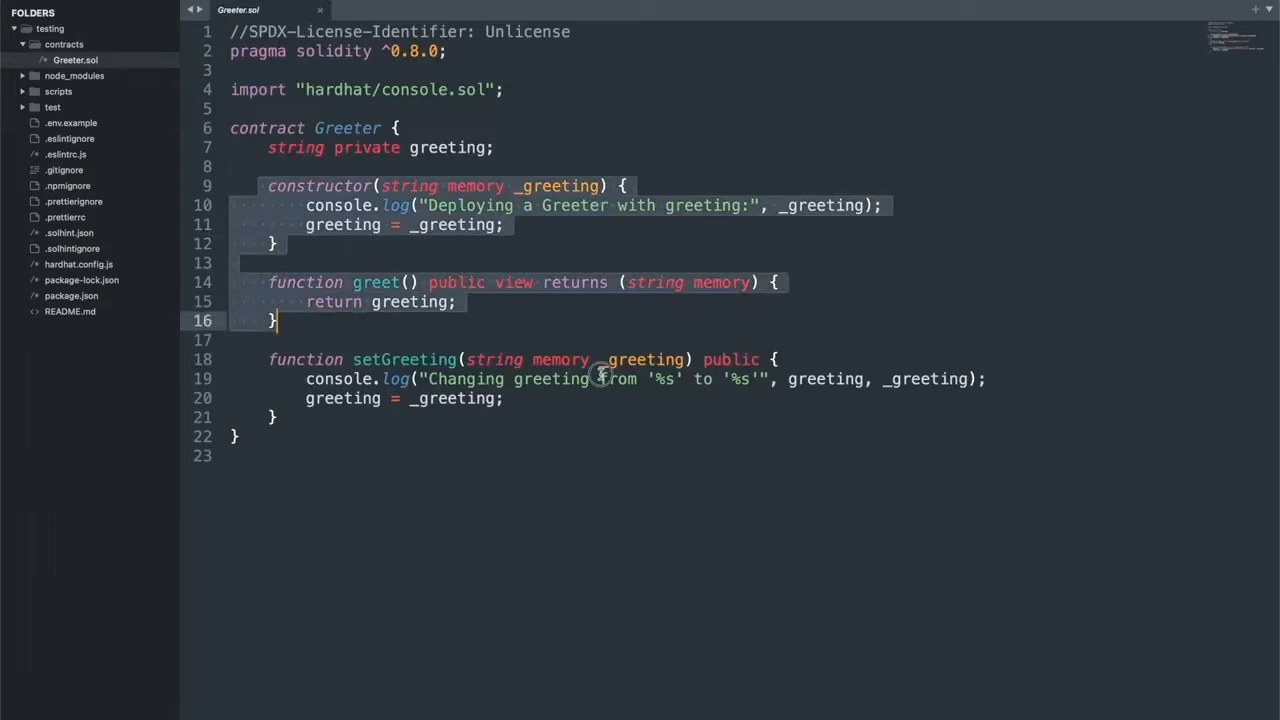 FOLDERS
testing
contracts
Greeter.sol
node_modules
scripts
test
.env.example
.eslintignore
.eslintrc.js
.gitignore
.npmignore
.prettierignore
.prettierrc
.solhint.json
.solhintignore
hardhat.config.js
package-lock.json
package.json
README.md
Greeter.sol
1 //SPDX-License-Identifier: Unlicense
2 pragma solidity ^0.8.0;
3
4 import "hardhat/console.sol";
5
6 contract Greeter {
7 string private greeting;
8
9 constructor(string memory _greeting) {
10 console.log("Deploying a Greeter with greeting:", _greeting);
11 greeting = _greeting;
12 }
13
14 function greet() public view returns (string memory) {
15 return greeting;
16 }
17
18 function setGreeting(string memory _greeting) public {
19 console.log("Changing greeting from '%s' to '%s'", greeting, _greeting);
20 greeting = _greeting;
21 }
22 }
23